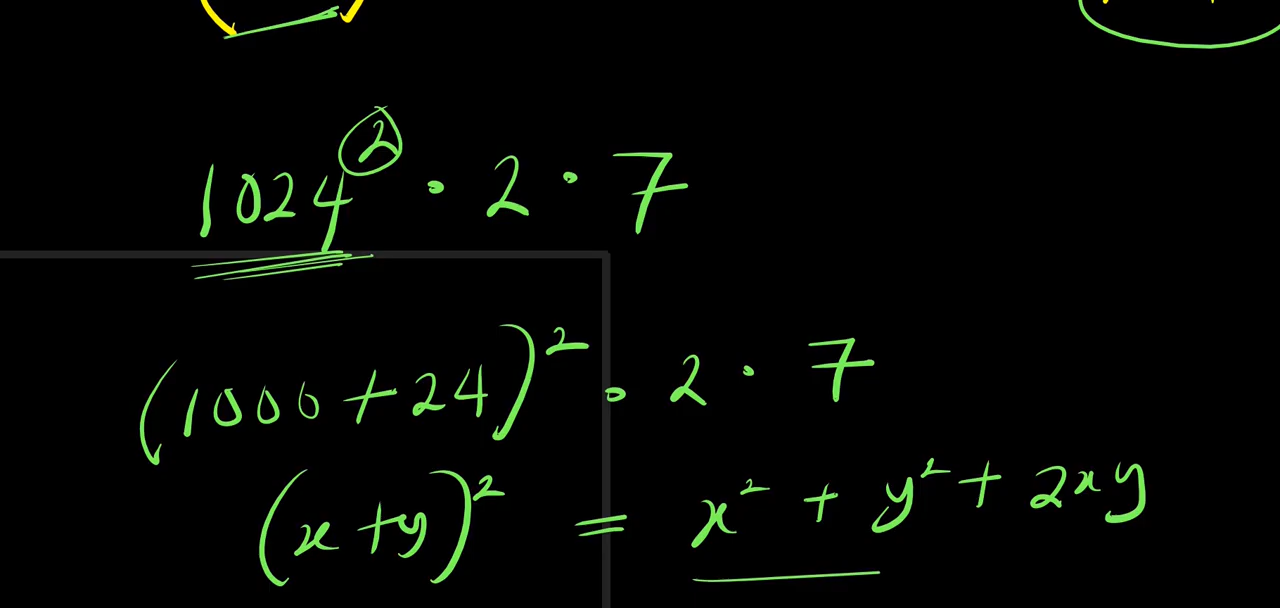 1024² · 2 · 7
(1000+24)² · 2 · 7
(x+y)² = x² + y² + 2xy